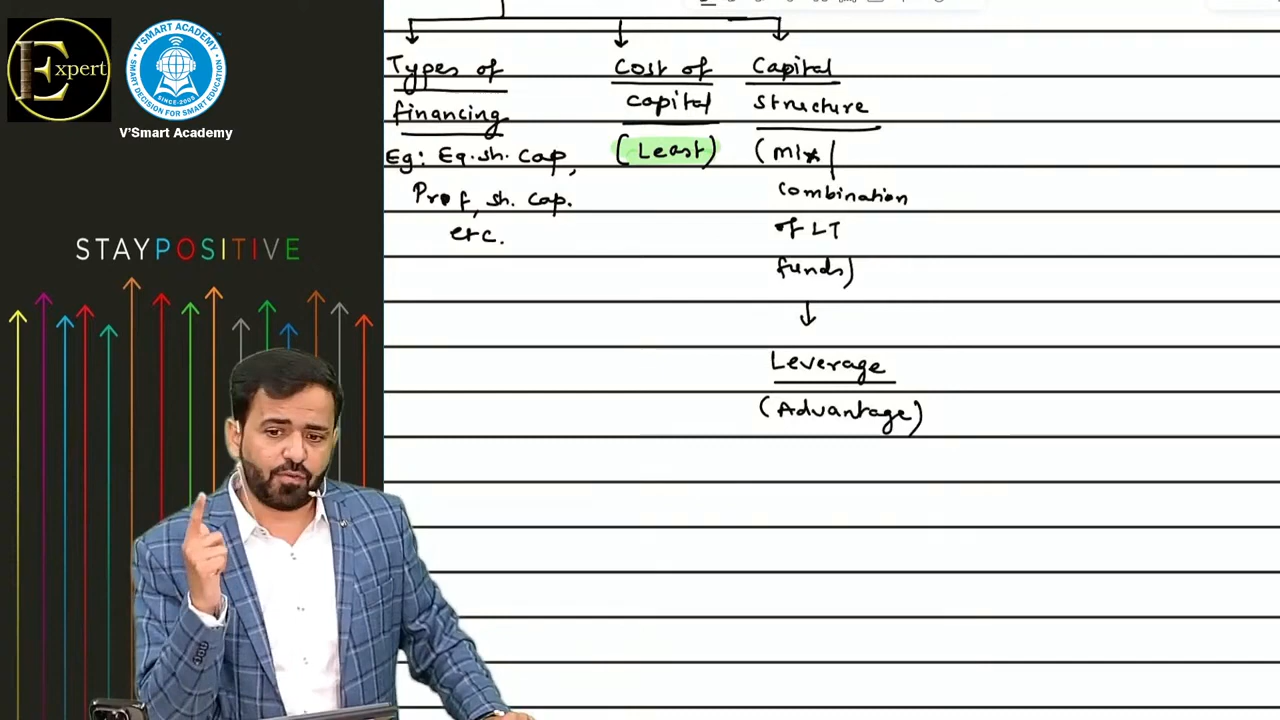 Expert
V'SMART ACADEMY
SMART DECISION FOR SMART EDUCATION
SINCE-2005
V'Smart Academy
STAYPOSITIVE
Types of
financing
Eg: Eq.sh. Cap,
Pref, sh. Cap.
etc.
Cost of
capital
(Least)
Capital
structure
(mix/
combination
of LT
funds)
Leverage
(Advantage)